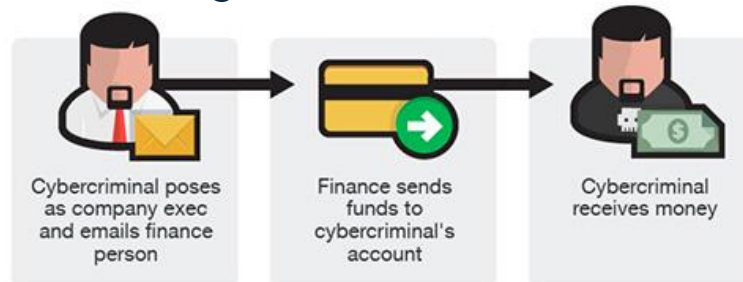 Cybercriminal poses
as company exec
and emails finance
person
Finance sends
funds to
cybercriminal's
account
$
Cybercriminal
receives money